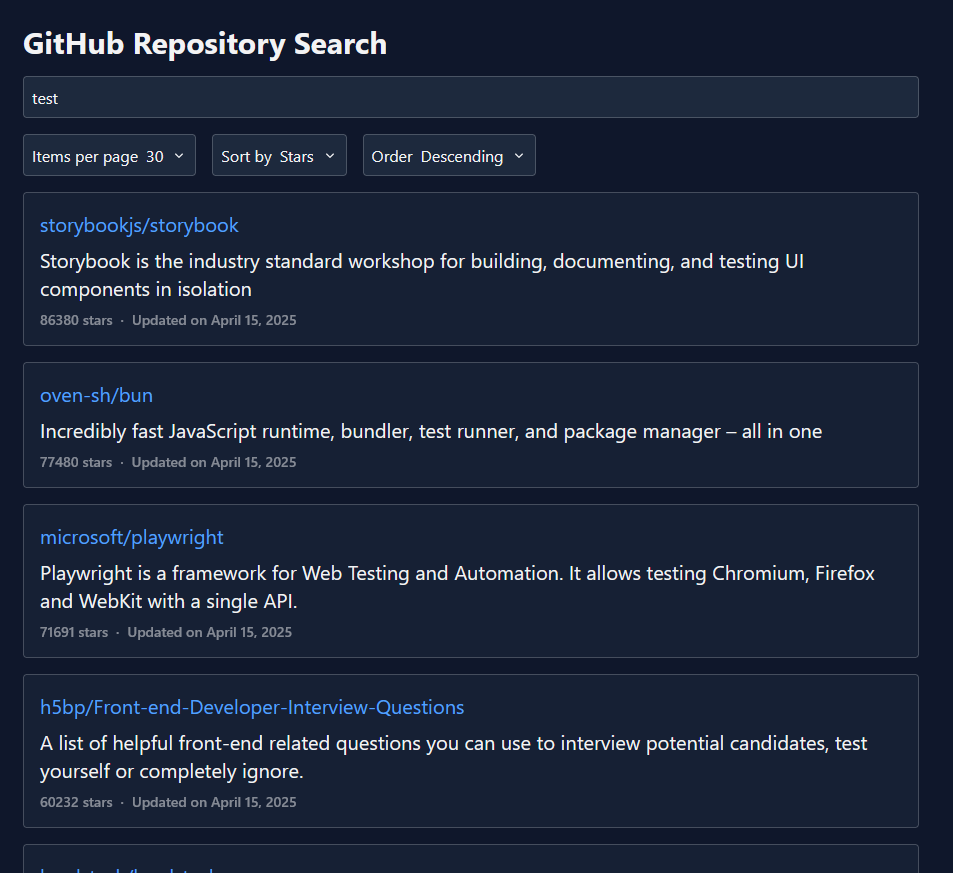 GitHub Repository Search
test
Items per page 30 Sort by Stars Order Descending
storybookjs/storybook
Storybook is the industry standard workshop for building, documenting, and testing UI
components in isolation
86380 stars · Updated on April 15, 2025
oven-sh/bun
Incredibly fast JavaScript runtime, bundler, test runner, and package manager – all in one
77480 stars · Updated on April 15, 2025
microsoft/playwright
Playwright is a framework for Web Testing and Automation. It allows testing Chromium, Firefox
and WebKit with a single API.
71691 stars · Updated on April 15, 2025
h5bp/Front-end-Developer-Interview-Questions
A list of helpful front-end related questions you can use to interview potential candidates, test
yourself or completely ignore.
60232 stars · Updated on April 15, 2025